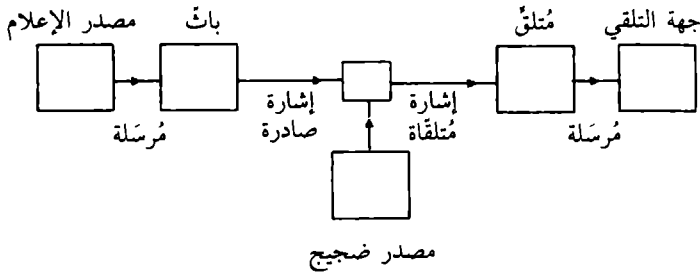 جهة التلقي
مُتلقٍّ
باثّ
مصدر الإعلام
مُرسَلة
إشارة
مُتلقّاة
إشارة
صادرة
مُرسَلة
مصدر ضجيج